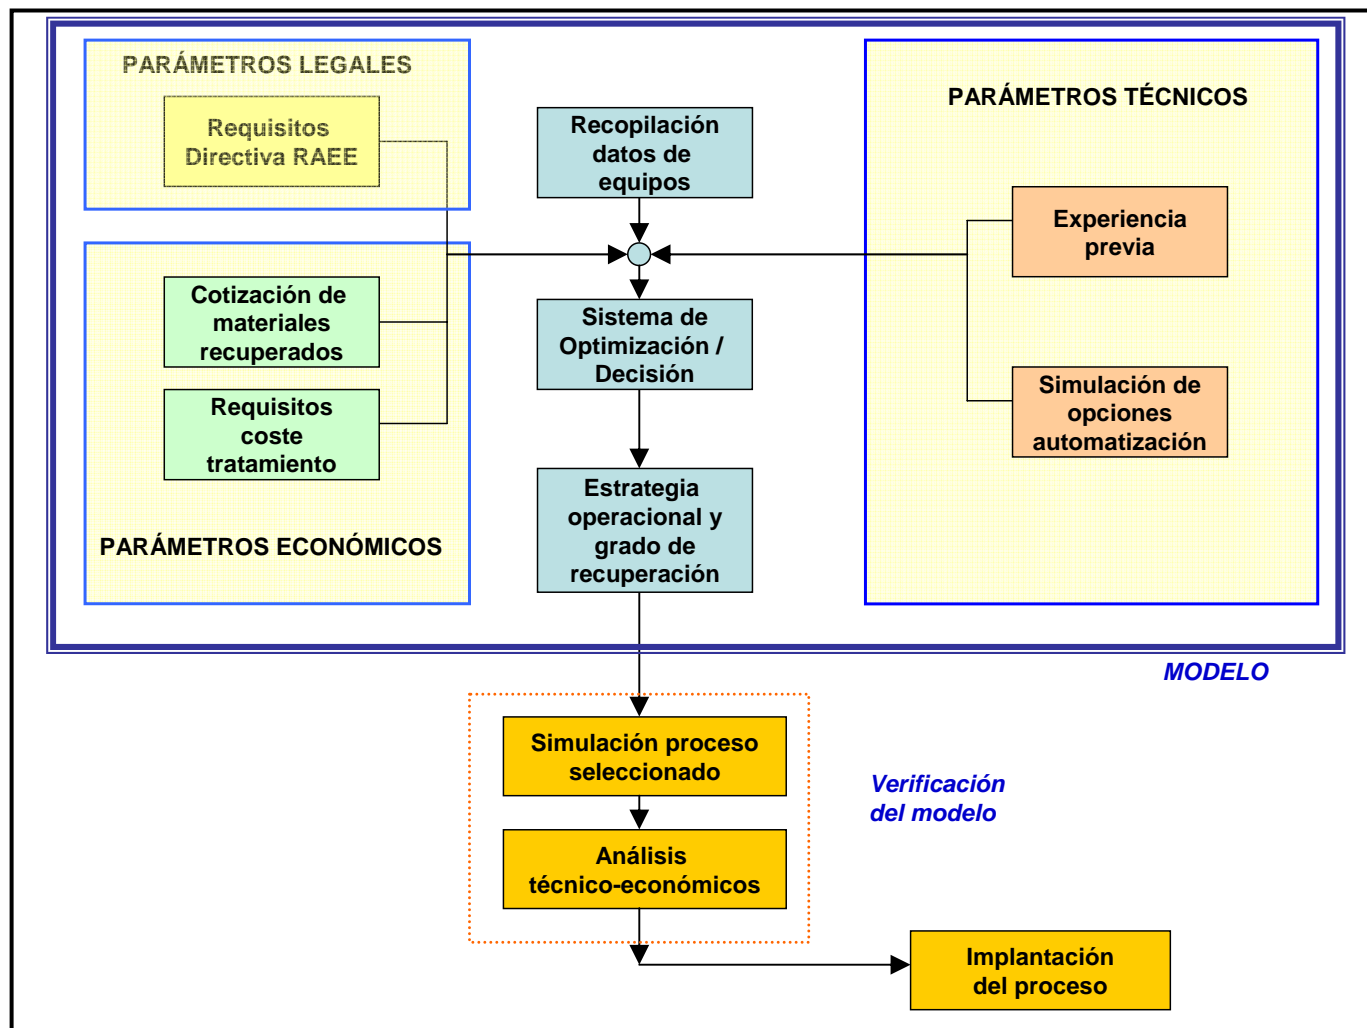 PARÁMETROS LEGALES
Requisitos
Directiva RAEE
Cotización de
materiales
recuperados
Requisitos
coste
tratamiento
PARÁMETROS ECONÓMICOS
Recopilación
datos de
equipos
Sistema de
Optimización /
Decisión
Estrategia
operacional y
grado de
recuperación
PARÁMETROS TÉCNICOS
Experiencia
previa
Simulación de
opciones
automatización
MODELO
Simulación proceso
seleccionado
Análisis
técnico-económicos
Verificación
del modelo
Implantación
del proceso